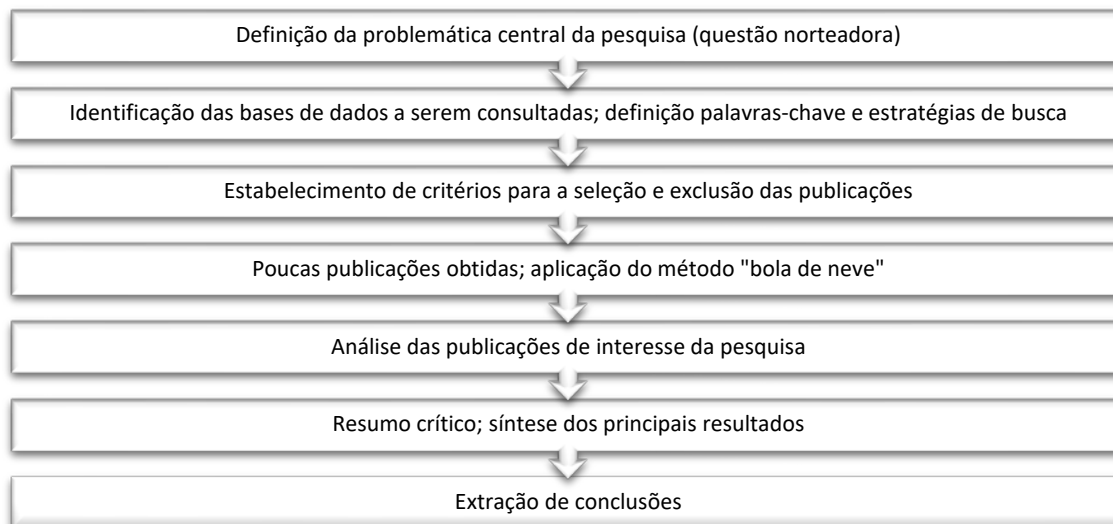 Definição da problemática central da pesquisa (questão norteadora)
Identificação das bases de dados a serem consultadas; definição palavras-chave e estratégias de busca
Estabelecimento de critérios para a seleção e exclusão das publicações
Poucas publicações obtidas; aplicação do método "bola de neve"
Análise das publicações de interesse da pesquisa
Resumo crítico; síntese dos principais resultados
Extração de conclusões